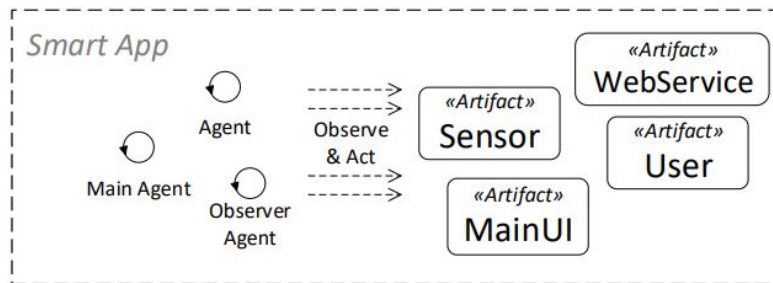 Smart App
Agent
Main Agent
Observer
Agent
Observe
& Act
«Artifact»
Sensor
«Artifact»
WebService
«Artifact»
User
«Artifact»
MainUI